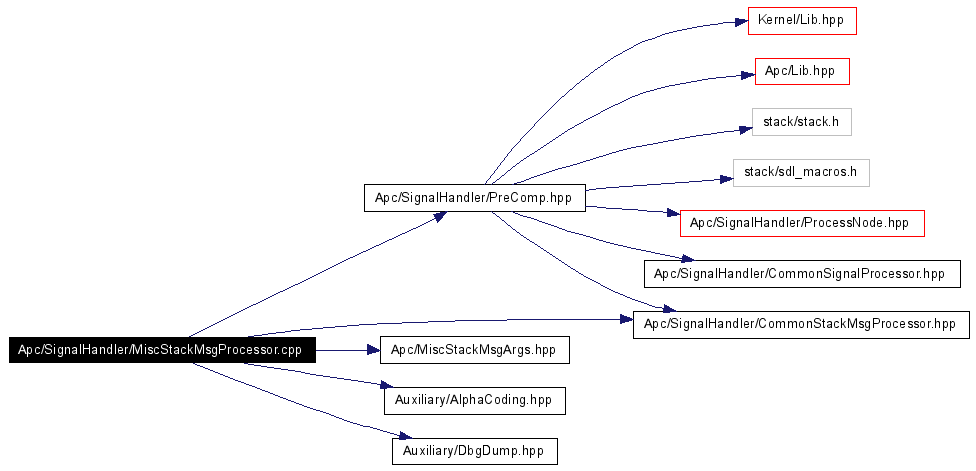 Kernel/Lib.hpp
Apc/Lib.hpp
stack/stack.h
stack/sdl_macros.h
Apc/SignalHandler/PreComp.hpp
Apc/SignalHandler/ProcessNode.hpp
Apc/SignalHandler/CommonSignalProcessor.hpp
Apc/SignalHandler/CommonStackMsgProcessor.hpp
Apc/SignalHandler/MiscStackMsgProcessor.cpp
Apc/MiscStackMsgArgs.hpp
Auxiliary/AlphaCoding.hpp
Auxiliary/DbgDump.hpp